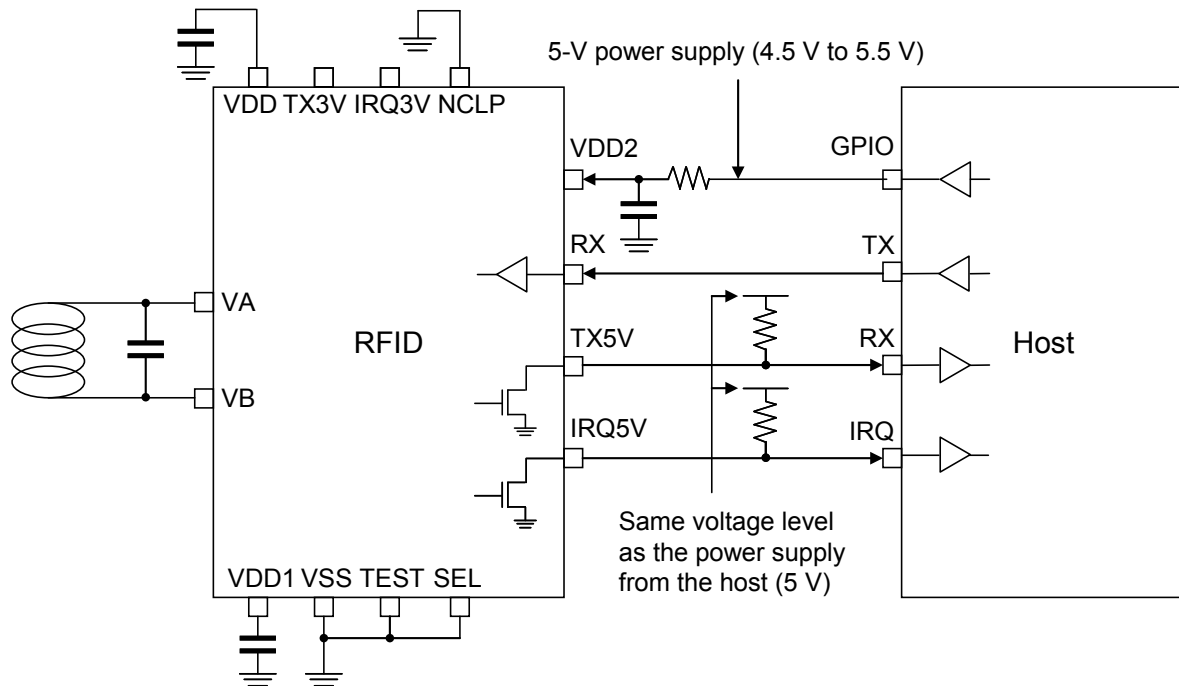 5-V power supply (4.5 V to 5.5 V)
VDD TX3V IRQ3V NCLP
VDD2
GPIO
RX
TX
VA
RFID
TX5V
RX
Host
VB
IRQ5V
IRQ
Same voltage level
as the power supply
from the host (5 V)
VDD1 VSS TEST SEL